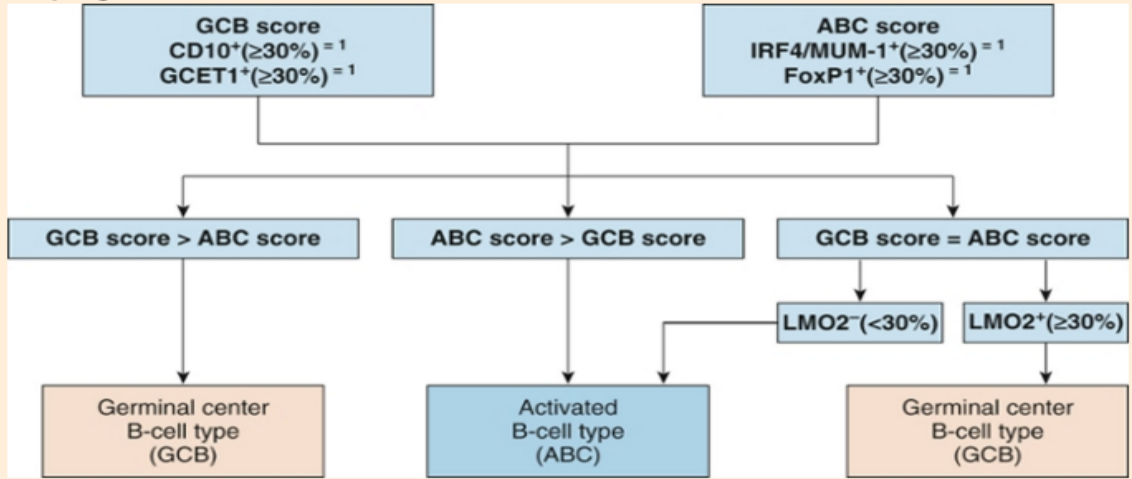 GCB score
CD10⁺(≥30%) = 1
GCET1⁺(≥30%) = 1
ABC score
IRF4/MUM-1⁺(≥30%) = 1
FoxP1⁺(≥30%) = 1
GCB score > ABC score
ABC score > GCB score
GCB score = ABC score
LMO2⁻(<30%)
LMO2⁺(≥30%)
Germinal center
B-cell type
(GCB)
Activated
B-cell type
(ABC)
Germinal center
B-cell type
(GCB)